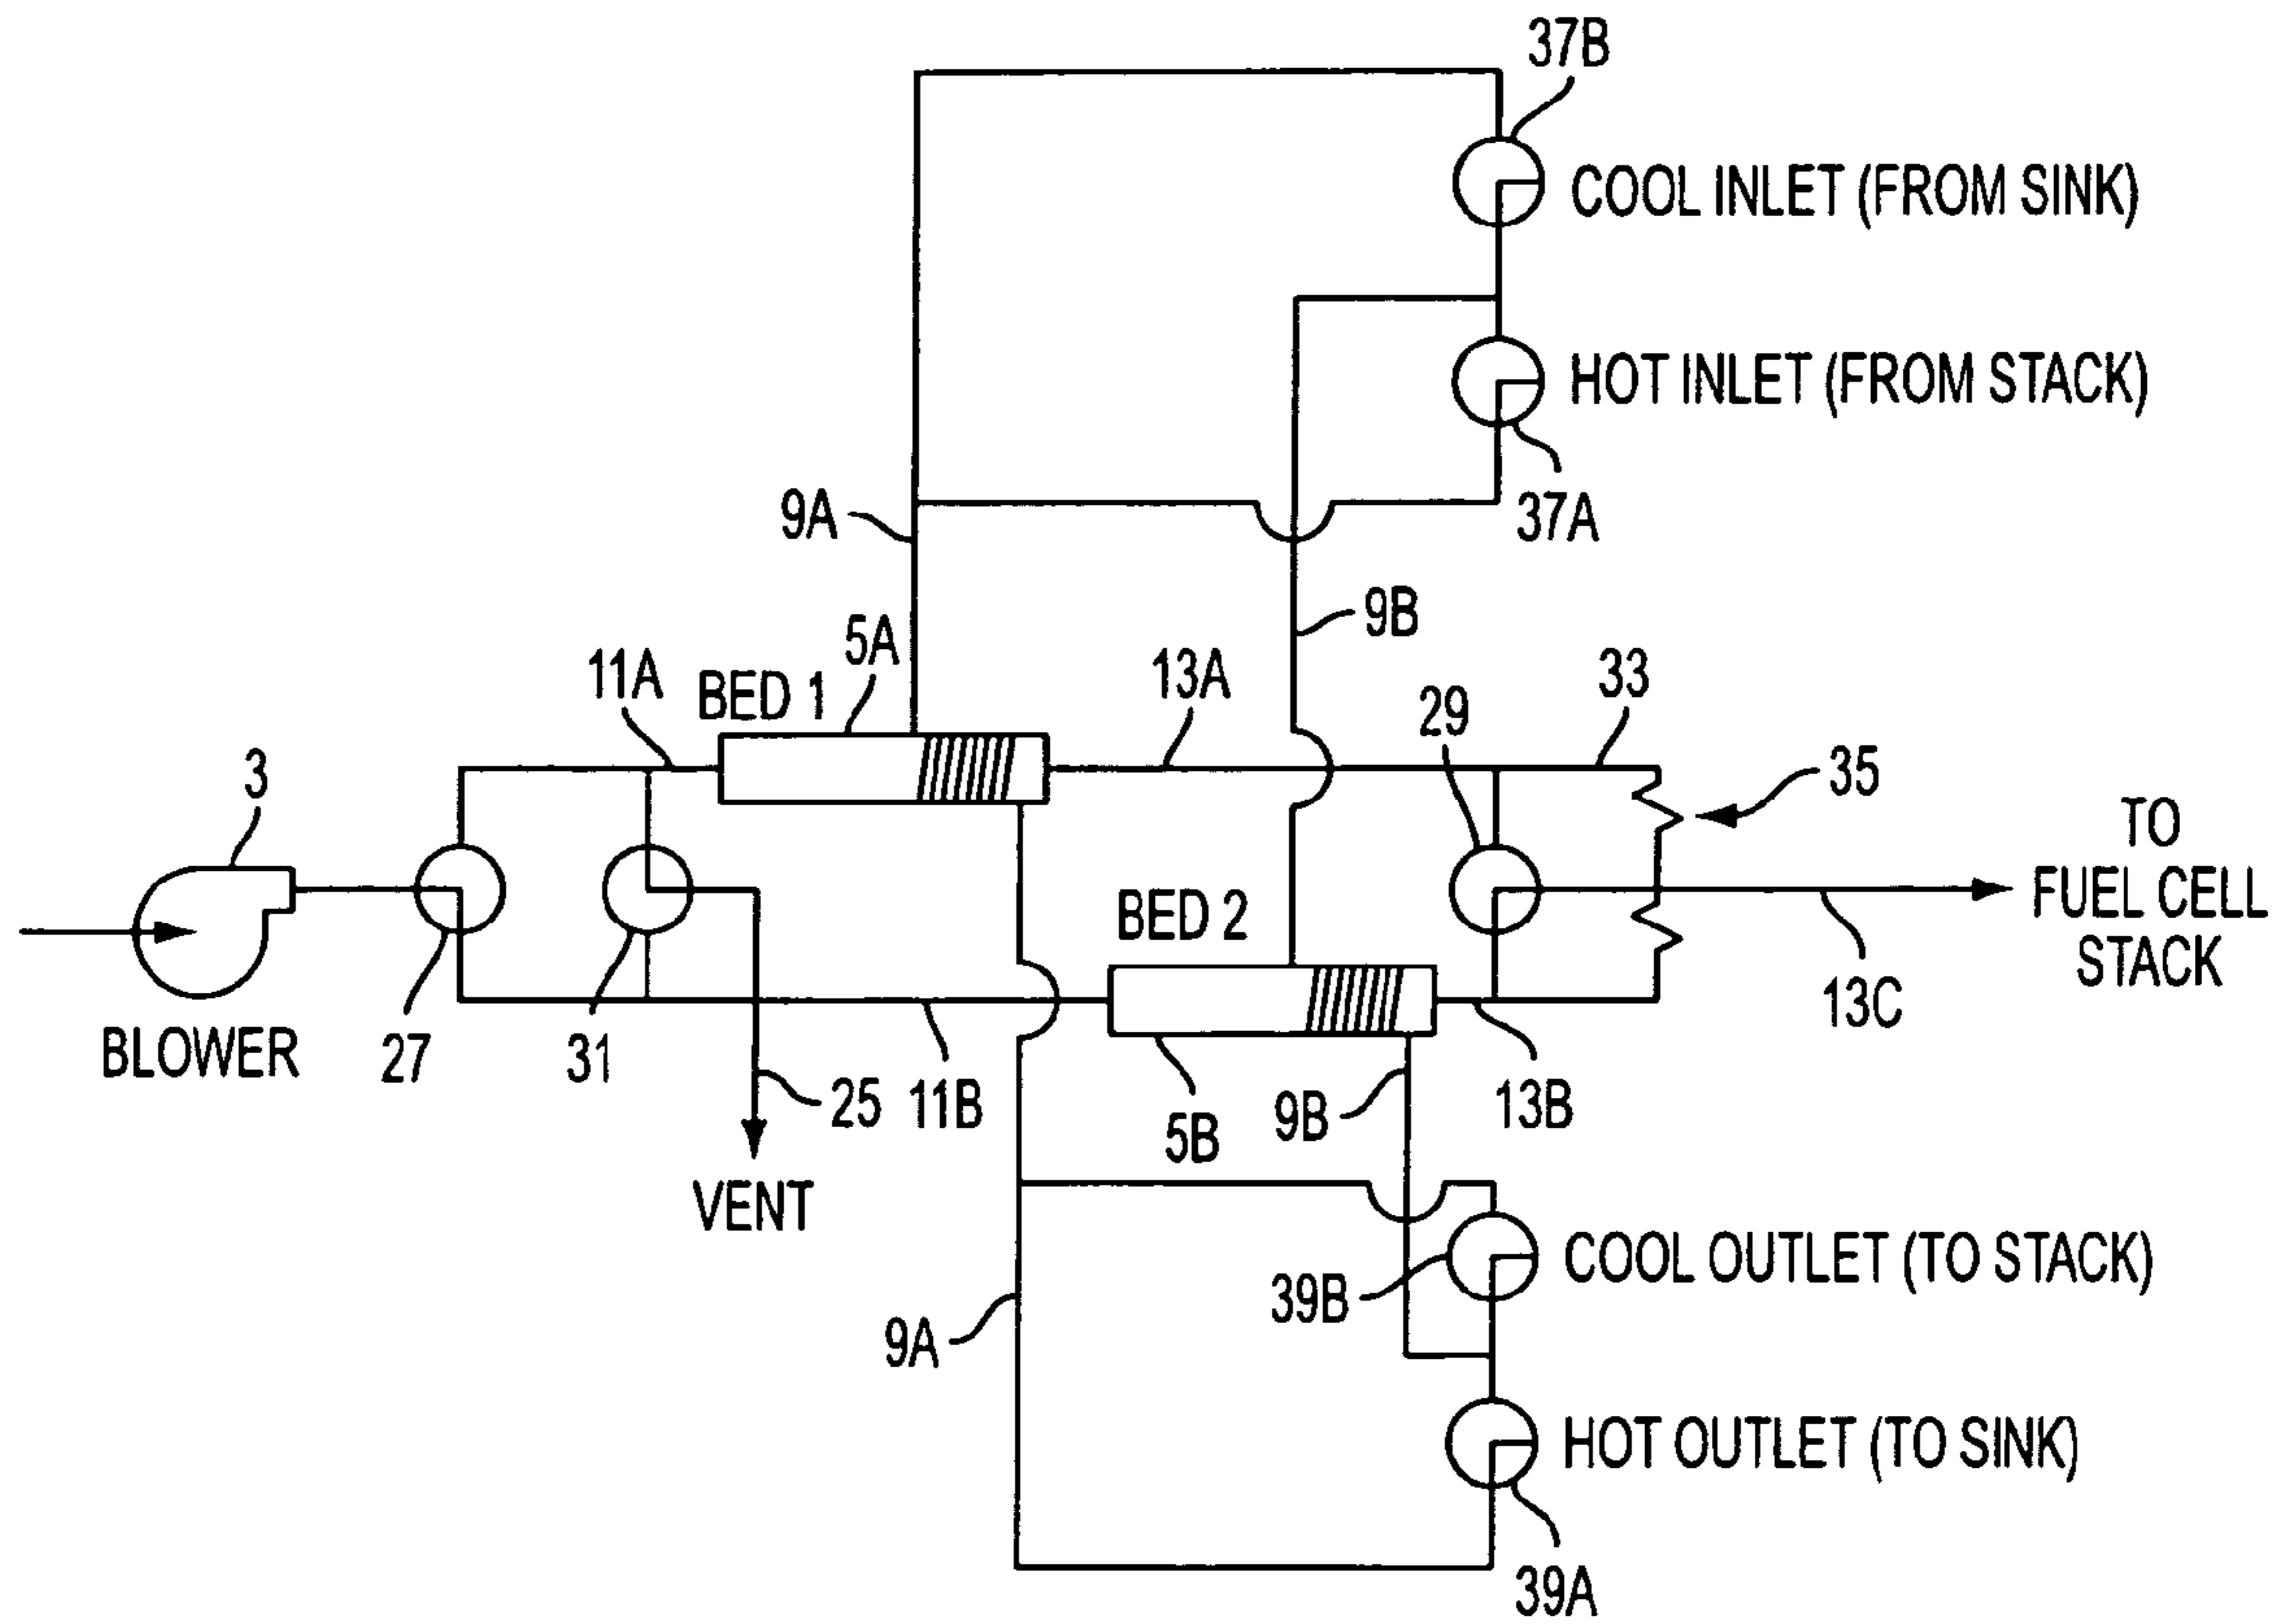 37B
COOL INLET (FROM SINK)
HOT INLET (FROM STACK)
9A
37A
9B
5A
11A
BED 1
13A
33
29
3
35
TO
FUEL CELL
STACK
BED 2
13C
BLOWER
27
31
25
11B
9B
13B
5B
VENT
39B
COOL OUTLET (TO STACK)
9A
HOT OUTLET (TO SINK)
39A